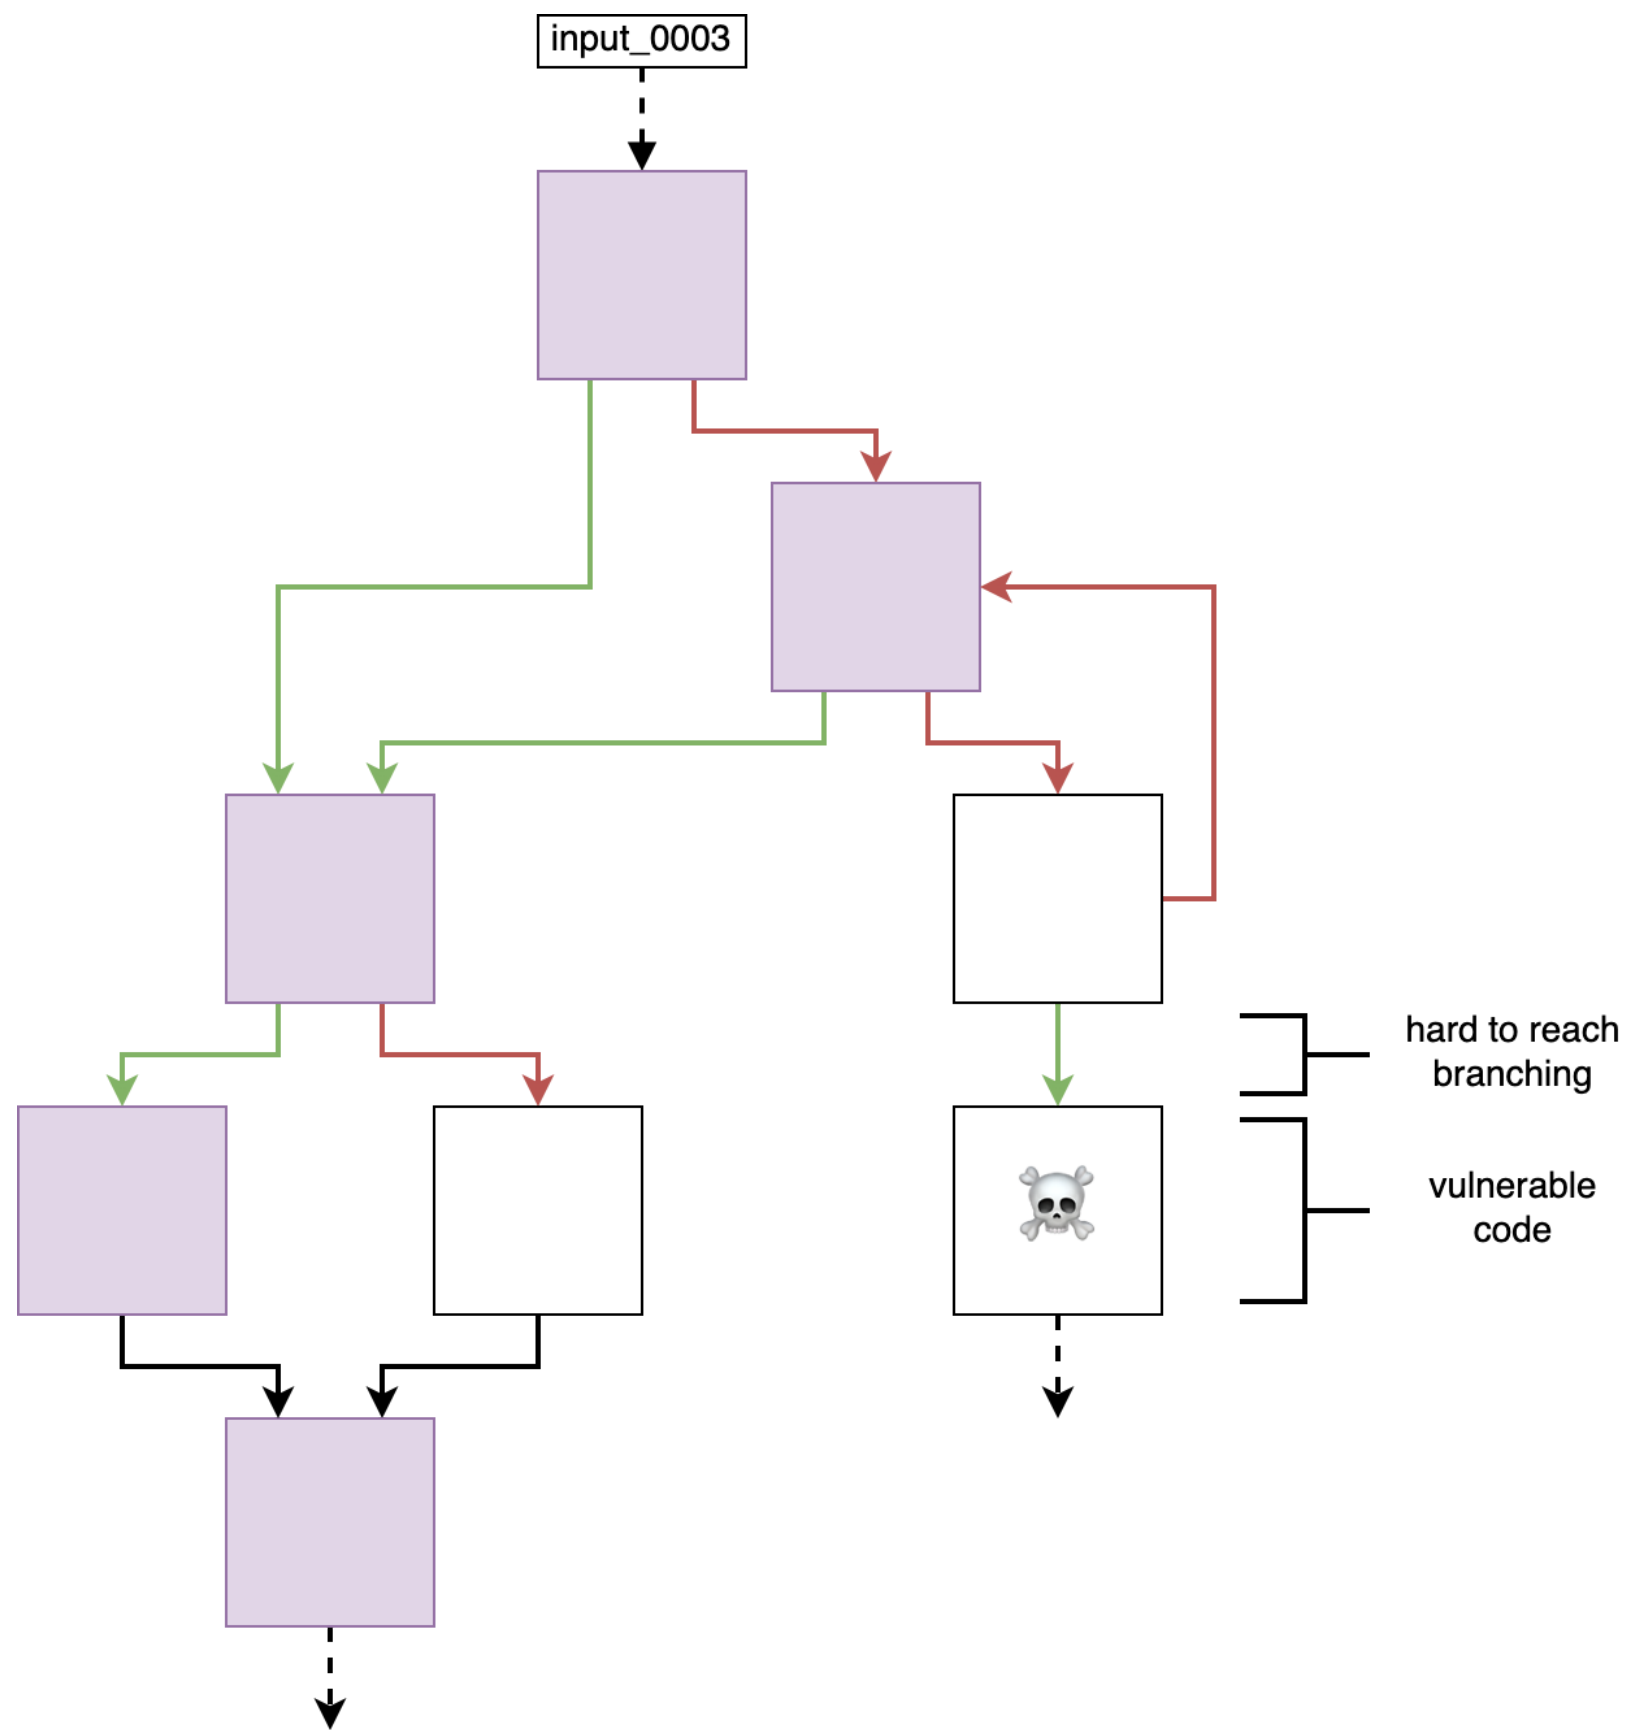 input_0003
hard to reach
branching
vulnerable
code